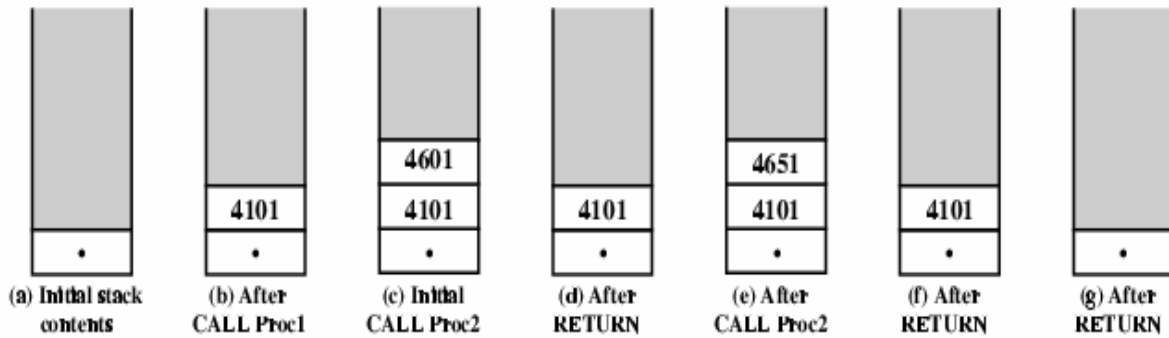 4601
4651
4101
4101
4101
4101
4101
•
•
•
•
•
•
•
(a) Initial stack
contents
(b) After
CALL Proc1
(c) Initial
CALL Proc2
(d) After
RETURN
(e) After
CALL Proc2
(f) After
RETURN
(g) After
RETURN